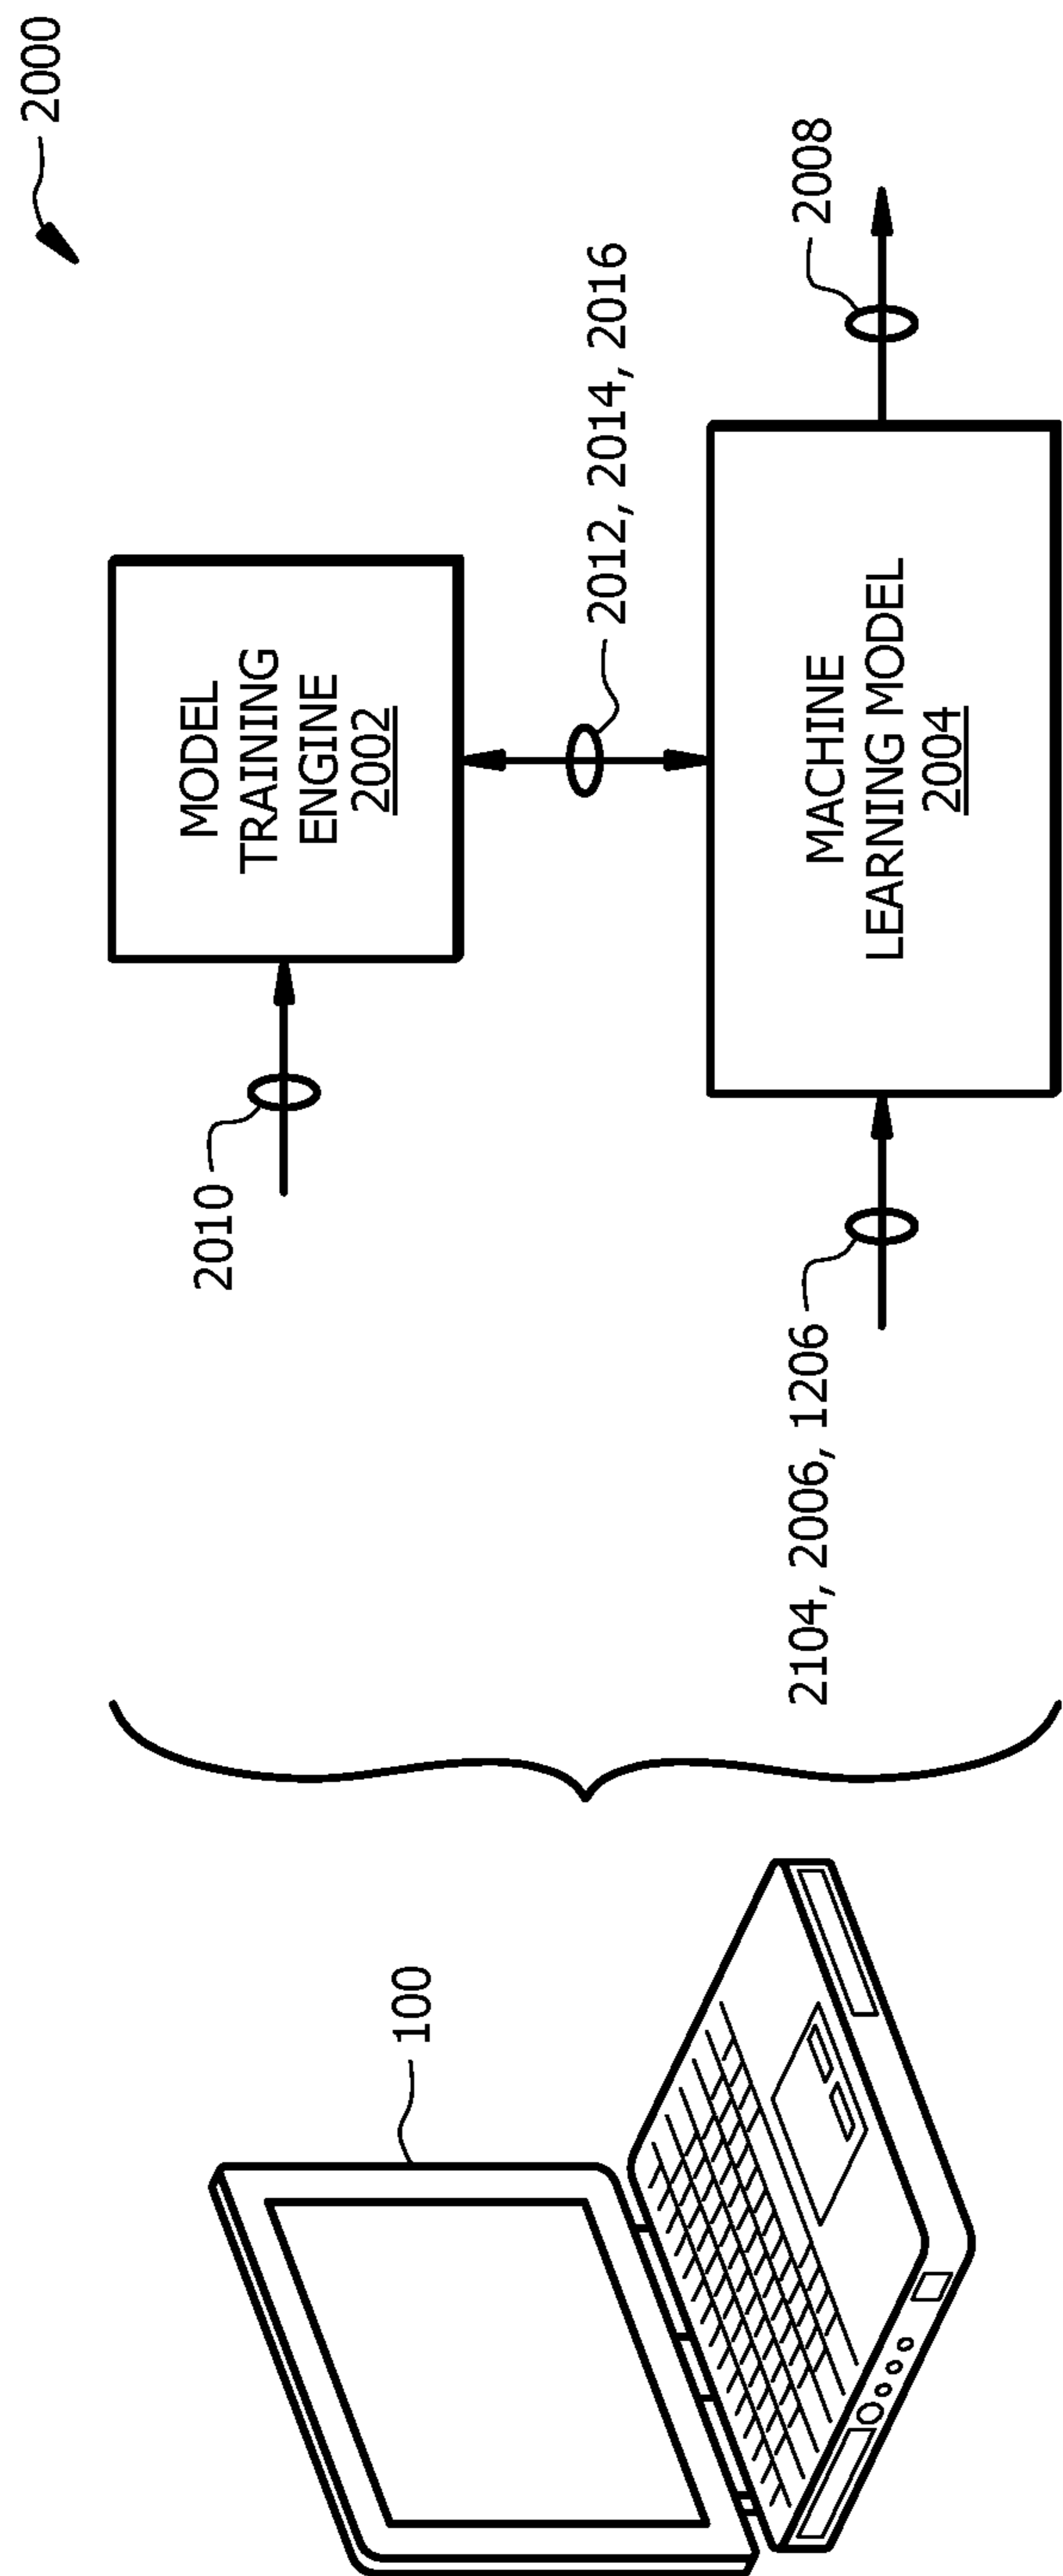 2000
2010
MODEL
TRAINING
ENGINE
2002
2012, 2014, 2016
100
2104, 2006, 1206
MACHINE
LEARNING MODEL
2004
2008